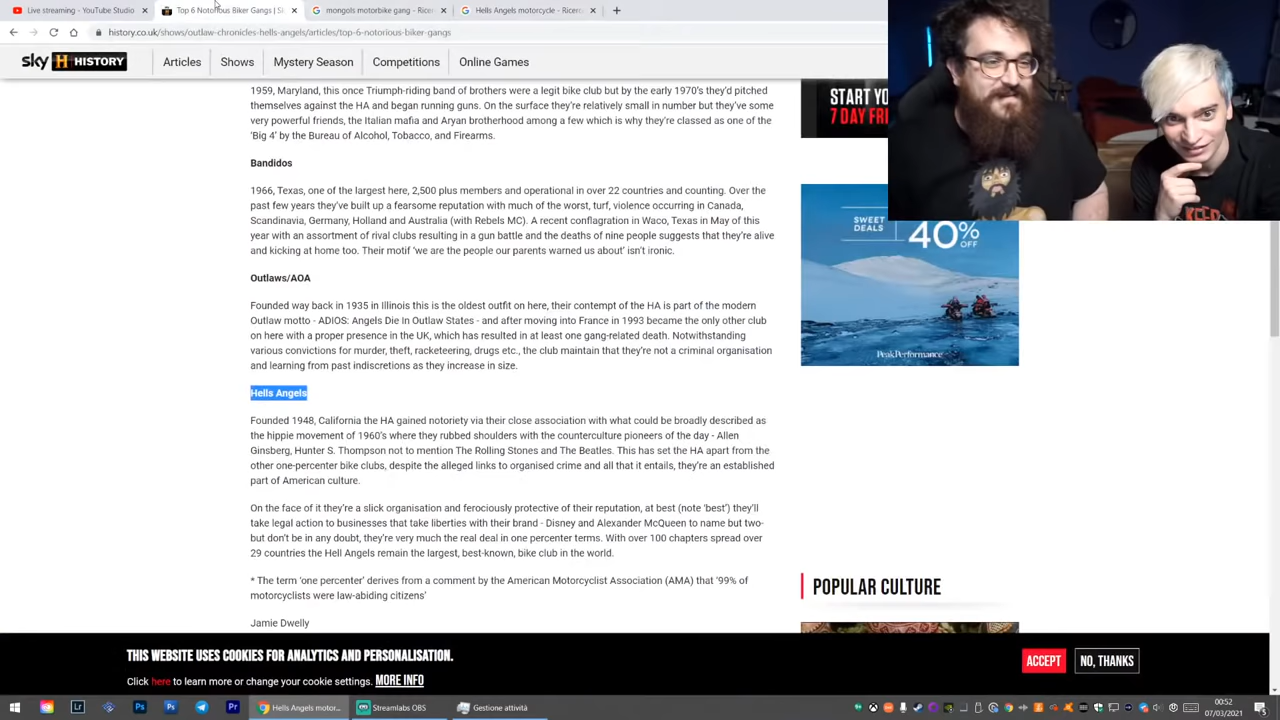 Live streaming - YouTube Studio
Top 6 Notorious Biker Gangs | S
mongols motorbike gang - Ricer
Hells Angels motorcycle - Ricerc
history.co.uk/shows/outlaw-chronicles-hells-angels/articles/top-6-notorious-biker-gangs
sky H HISTORY
Articles
Shows
Mystery Season
Competitions
Online Games
1959, Maryland, this once Triumph-riding band of brothers were a legit bike club but by the early 1970's they'd pitched
themselves against the HA and began running guns. On the surface they're relatively small in number but they've some
very powerful friends, the Italian mafia and Aryan brotherhood among a few which is why they're classed as one of the
'Big 4' by the Bureau of Alcohol, Tobacco, and Firearms.
Bandidos
1966, Texas, one of the largest here, 2,500 plus members and operational in over 22 countries and counting. Over the
past few years they've built up a fearsome reputation with much of the worst, turf, violence occurring in Canada,
Scandinavia, Germany, Holland and Australia (with Rebels MC). A recent conflagration in Waco, Texas in May of this
year with an assortment of rival clubs resulting in a gun battle and the deaths of nine people suggests that they're alive
and kicking at home too. Their motif 'we are the people our parents warned us about' isn't ironic.
Outlaws/AOA
Founded way back in 1935 in Illinois this is the oldest outfit on here, their contempt of the HA is part of the modern
Outlaw motto - ADIOS: Angels Die In Outlaw States - and after moving into France in 1993 became the only other club
on here with a proper presence in the UK, which has resulted in at least one gang-related death. Notwithstanding
various convictions for murder, theft, racketeering, drugs etc., the club maintain that they're not a criminal organisation
and learning from past indiscretions as they increase in size.
Hells Angels
Founded 1948, California the HA gained notoriety via their close association with what could be broadly described as
the hippie movement of 1960's where they rubbed shoulders with the counterculture pioneers of the day - Allen
Ginsberg, Hunter S. Thompson not to mention The Rolling Stones and The Beatles. This has set the HA apart from the
other one-percenter bike clubs, despite the alleged links to organised crime and all that it entails, they're an established
part of American culture.
On the face of it they're a slick organisation and ferociously protective of their reputation, at best (note 'best') they'll
take legal action to businesses that take liberties with their brand - Disney and Alexander McQueen to name but two-
but don't be in any doubt, they're very much the real deal in one percenter terms. With over 100 chapters spread over
29 countries the Hell Angels remain the largest, best-known, bike club in the world.
* The term 'one percenter' derives from a comment by the American Motorcyclist Association (AMA) that '99% of
motorcyclists were law-abiding citizens'
Jamie Dwelly
START YO
7 DAY FR
SWEET
DEALS
40%
OFF
PeakPerformance
POPULAR CULTURE
THIS WEBSITE USES COOKIES FOR ANALYTICS AND PERSONALISATION.
Click here to learn more or change your cookie settings. MORE INFO
ACCEPT
NO, THANKS
Hells Angels motor...
Streamlabs OBS
Gestione attività
00:52
07/03/2021